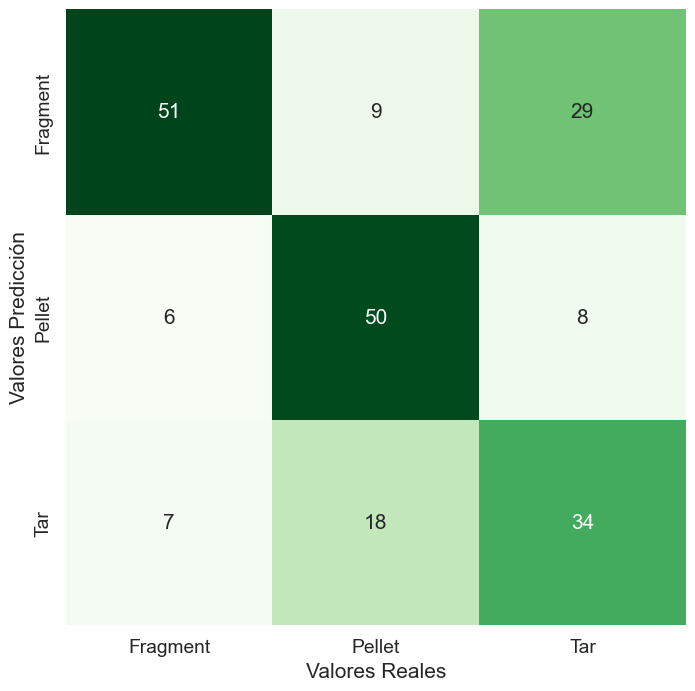 Valores Predicción
Fragment
51
9
29
Pellet
6
50
8
Tar
7
18
34
Fragment
Pellet
Tar
Valores Reales